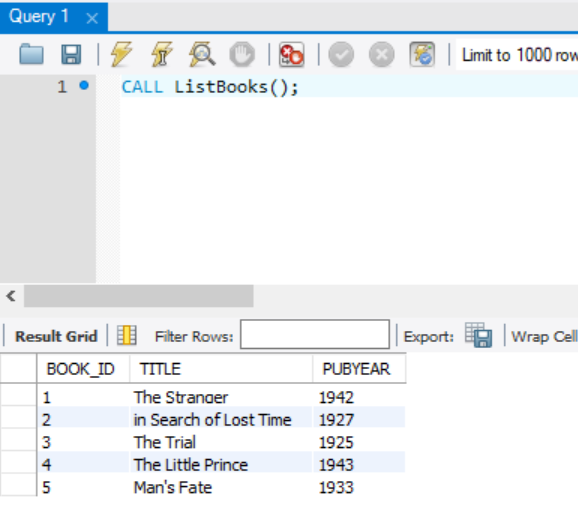 Query 1
Limit to 1000 row
1 CALL ListBooks();
Result Grid Filter Rows: Export: Wrap Cell
BOOK_ID TITLE PUBYEAR
1 The Stranger 1942
2 in Search of Lost Time 1927
3 The Trial 1925
4 The Little Prince 1943
5 Man's Fate 1933